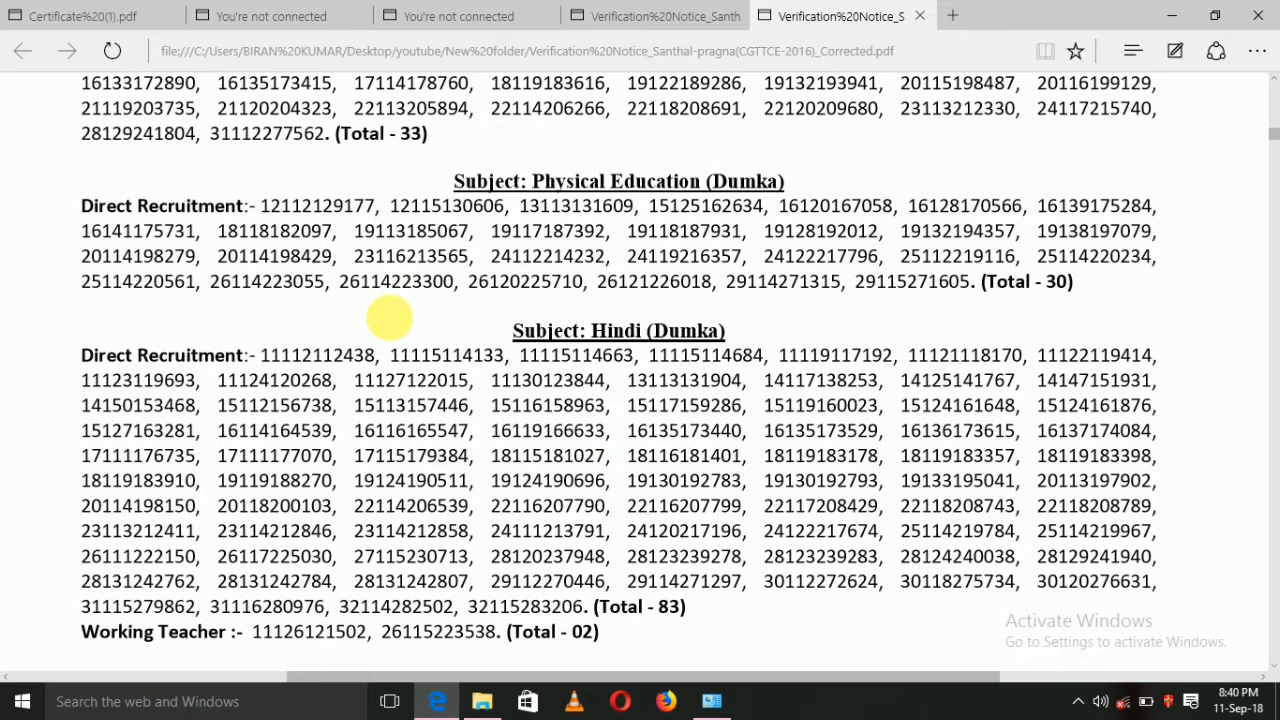 Certificate%20(1).pdf
You're not connected
You're not connected
Verification%20Notice_Santh
Verification%20Notice_S
file:///C:/Users/BIRAN%20KUMAR/Desktop/youtube/New%20folder/Verification%20Notice_Santhal-pragna(CGTTCE-2016)_Corrected.pdf
16133172890, 16135173415, 17114178760, 18119183616, 19122189286, 19132193941, 20115198487, 20116199129,
21119203735, 21120204323, 22113205894, 22114206266, 22118208691, 22120209680, 23113212330, 24117215740,
28129241804, 31112277562. (Total - 33)
Subject: Physical Education (Dumka)
Direct Recruitment:- 12112129177, 12115130606, 13113131609, 15125162634, 16120167058, 16128170566, 16139175284,
16141175731, 18118182097, 19113185067, 19117187392, 19118187931, 19128192012, 19132194357, 19138197079,
20114198279, 20114198429, 23116213565, 24112214232, 24119216357, 24122217796, 25112219116, 25114220234,
25114220561, 26114223055, 26114223300, 26120225710, 26121226018, 29114271315, 29115271605. (Total - 30)
Subject: Hindi (Dumka)
Direct Recruitment:- 11112112438, 11115114133, 11115114663, 11115114684, 11119117192, 11121118170, 11122119414,
11123119693, 11124120268, 11127122015, 11130123844, 13113131904, 14117138253, 14125141767, 14147151931,
14150153468, 15112156738, 15113157446, 15116158963, 15117159286, 15119160023, 15124161648, 15124161876,
15127163281, 16114164539, 16116165547, 16119166633, 16135173440, 16135173529, 16136173615, 16137174084,
17111176735, 17111177070, 17115179384, 18115181027, 18116181401, 18119183178, 18119183357, 18119183398,
18119183910, 19119188270, 19124190511, 19124190696, 19130192783, 19130192793, 19133195041, 20113197902,
20114198150, 20118200103, 22114206539, 22116207790, 22116207799, 22117208429, 22118208743, 22118208789,
23113212411, 23114212846, 23114212858, 24111213791, 24120217196, 24122217674, 25114219784, 25114219967,
26111222150, 26117225030, 27115230713, 28120237948, 28123239278, 28123239283, 28124240038, 28129241940,
28131242762, 28131242784, 28131242807, 29112270446, 29114271297, 30112272624, 30118275734, 30120276631,
31115279862, 31116280976, 32114282502, 32115283206. (Total - 83)
Working Teacher :- 11126121502, 26115223538. (Total - 02)
Activate Windows
Go to Settings to activate Windows.
Search the web and Windows
8:40 PM
11-Sep-18